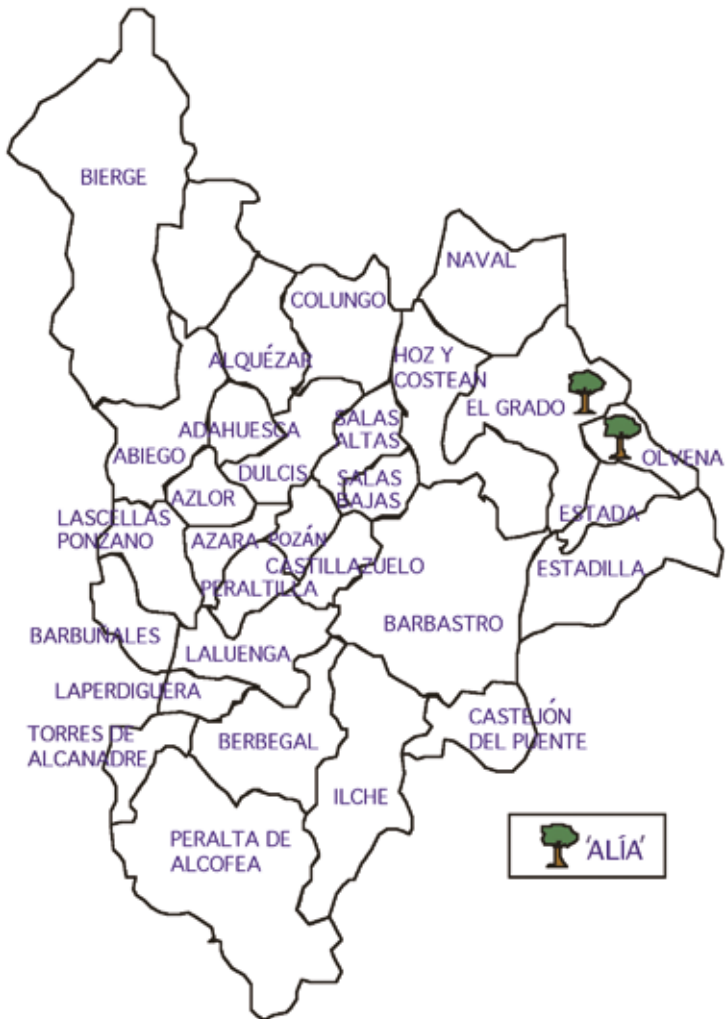 BIERGE
NAVAL
COLUNGO
ALQUÉZAR
HOZ Y
COSTEAN
EL GRADO
ADAHUESCA
SALAS
ALTAS
ABIEGO
OLVENA
DULCIS
SALAS
BAJAS
AZLOR
LASCELLAS
PONZANO
ESTADA
AZARA
POZÁN
CASTILLAZUELO
ESTADILLA
PERALTILLA
BARBASTRO
BARBUÑALES
LALUENGA
LAPERDIGUERA
CASTEJÓN
DEL PUENTE
TORRES DE
ALCANADRE
BERBEGAL
ILCHE
PERALTA DE
ALCOFEA
'ALÍA'